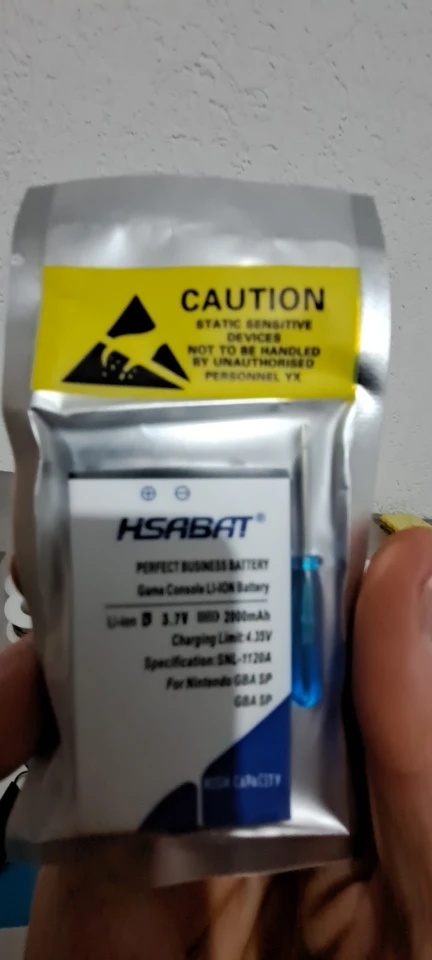 CAUTION
STATIC SENSITIVE
DEVICES
NOT TO BE HANDLED
BY UNAUTHORISED
PERSONNEL YX
HSABAT®
PERFECT BUSINESS BATTERY
Game Console Li-ION Battery
Li-ion 3.7V 2800mAh
Charging Limit: 4.35V
Specification: SNL-1120A
For Nintendo GBA SP
GBA SP
HIGH CAPACITY